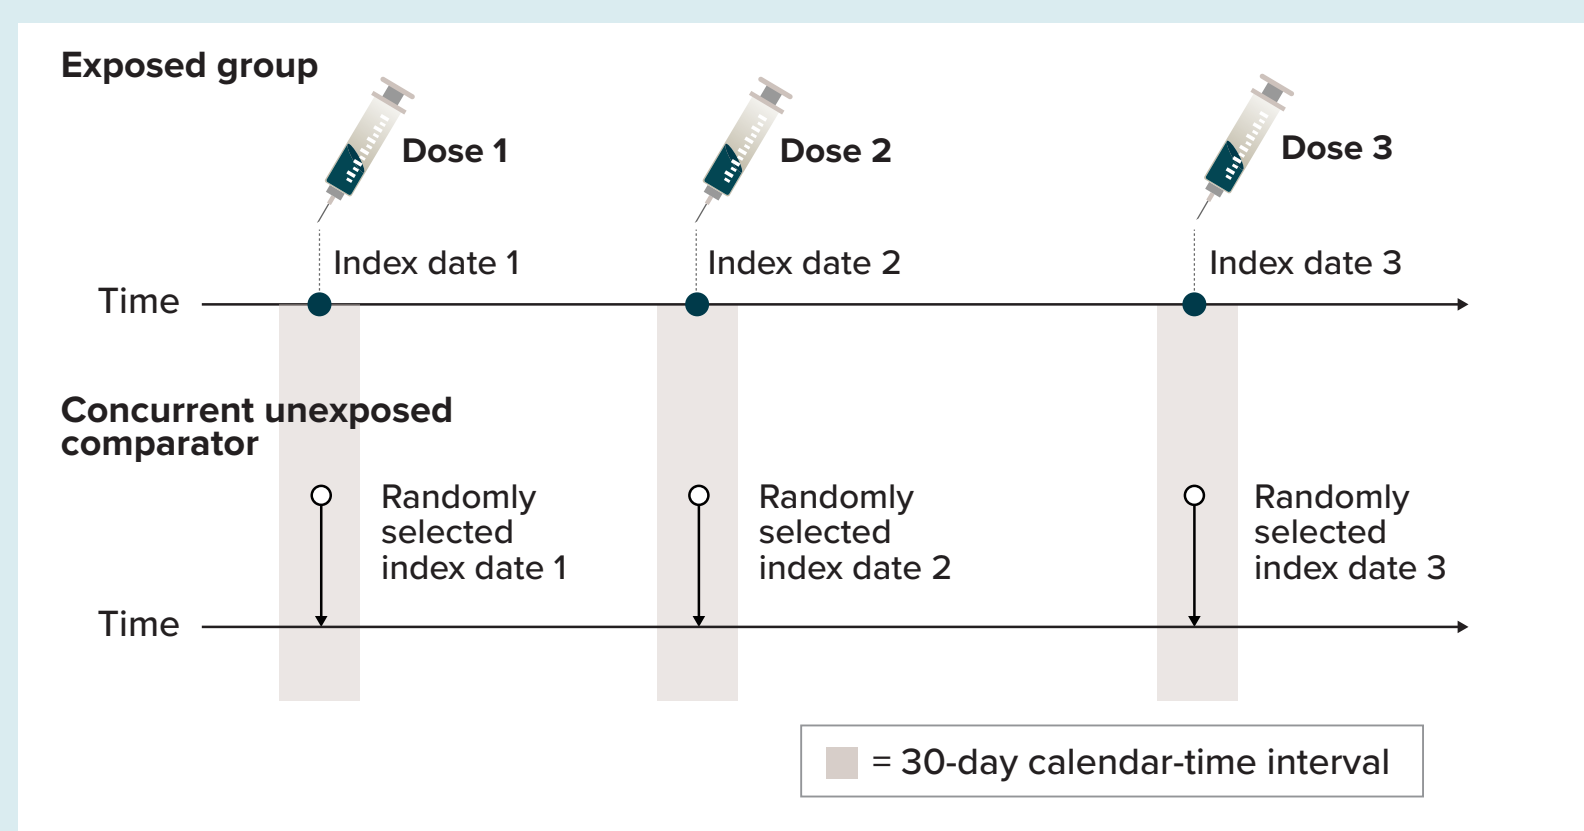 Exposed group
Dose 1
Dose 2
Dose 3
Index date 1
Index date 2
Index date 3
Time
Concurrent unexposed
comparator
Randomly
selected
index date 1
Randomly
selected
index date 2
Randomly
selected
index date 3
Time
= 30-day calendar-time interval